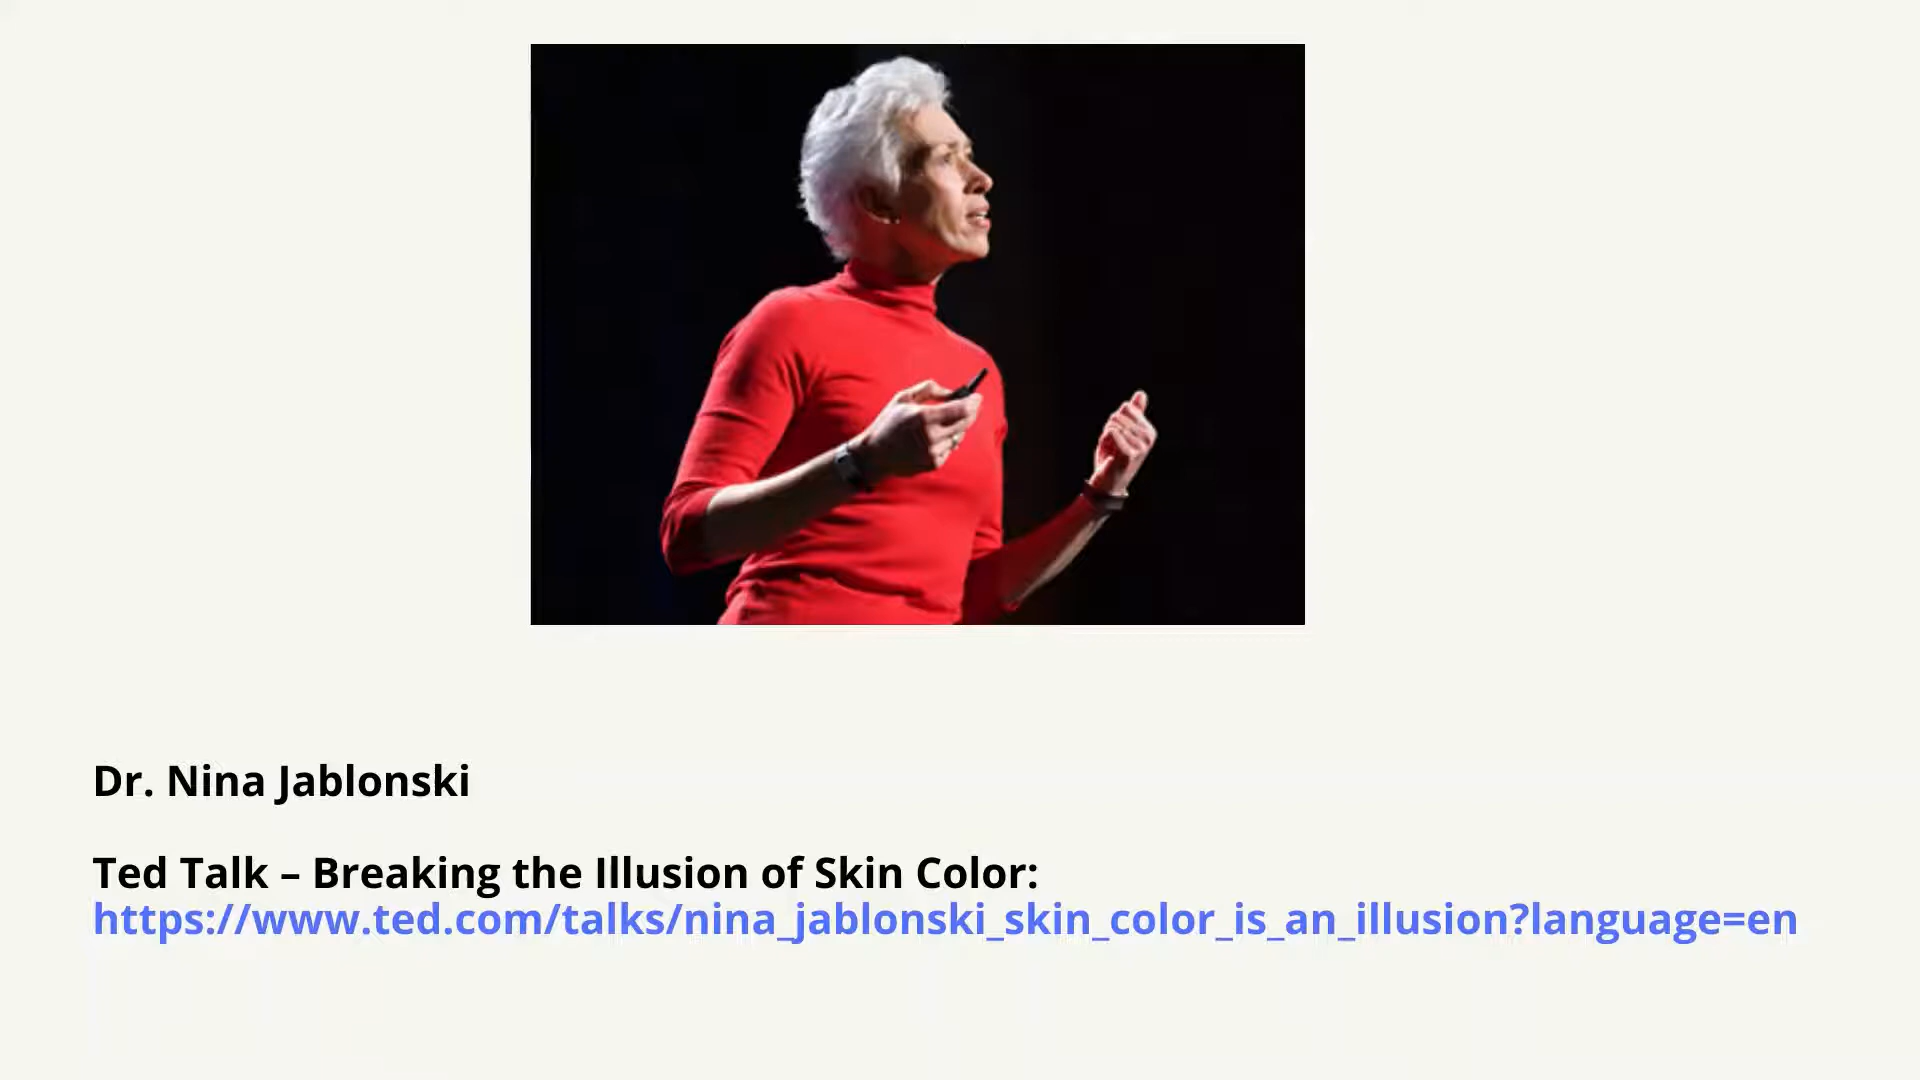 Dr. Nina Jablonski
Ted Talk – Breaking the Illusion of Skin Color:
https://www.ted.com/talks/nina_jablonski_skin_color_is_an_illusion?language=en